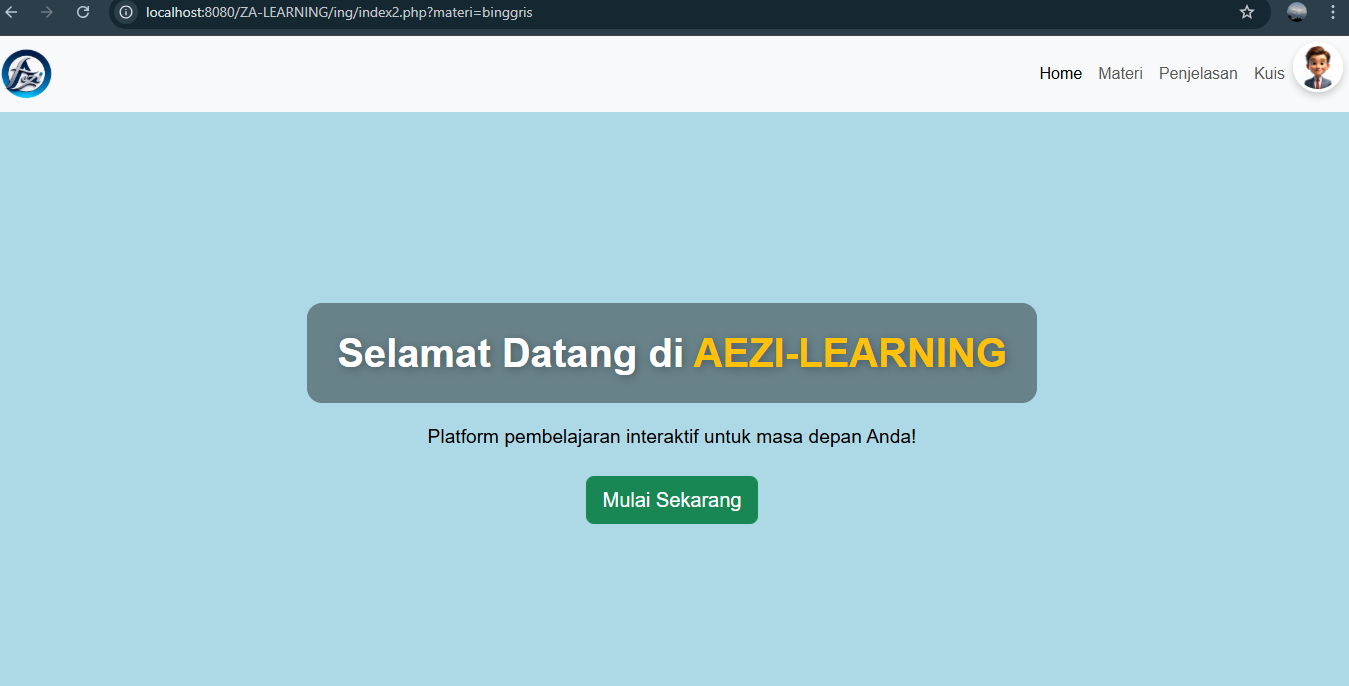 localhost:8080/ZA-LEARNING/ing/index2.php?materi=binggris
Aezi
Home Materi Penjelasan Kuis
Selamat Datang di AEZI-LEARNING
Platform pembelajaran interaktif untuk masa depan Anda!
Mulai Sekarang